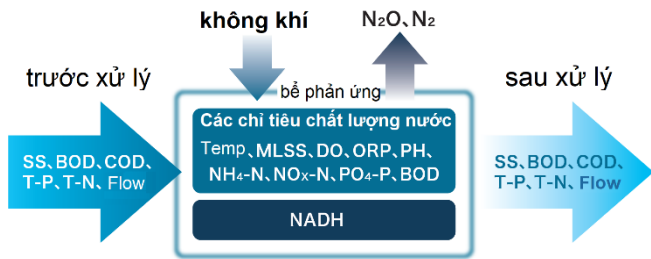 không khí
N₂O、N₂
trước xử lý
bể phản ứng
sau xử lý
SS、BOD、COD、
T-P、T-N、Flow
Các chỉ tiêu chất lượng nước
Temp、MLSS、DO、ORP、PH、
NH₄-N、NOₓ-N、PO₄-P、BOD
NADH
SS、BOD、COD、
T-P、T-N、Flow